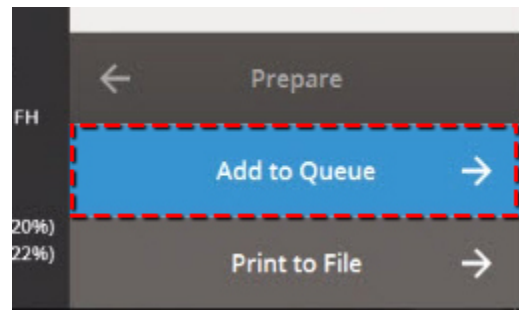 Prepare
FH
Add to Queue
20%)
22%)
Print to File